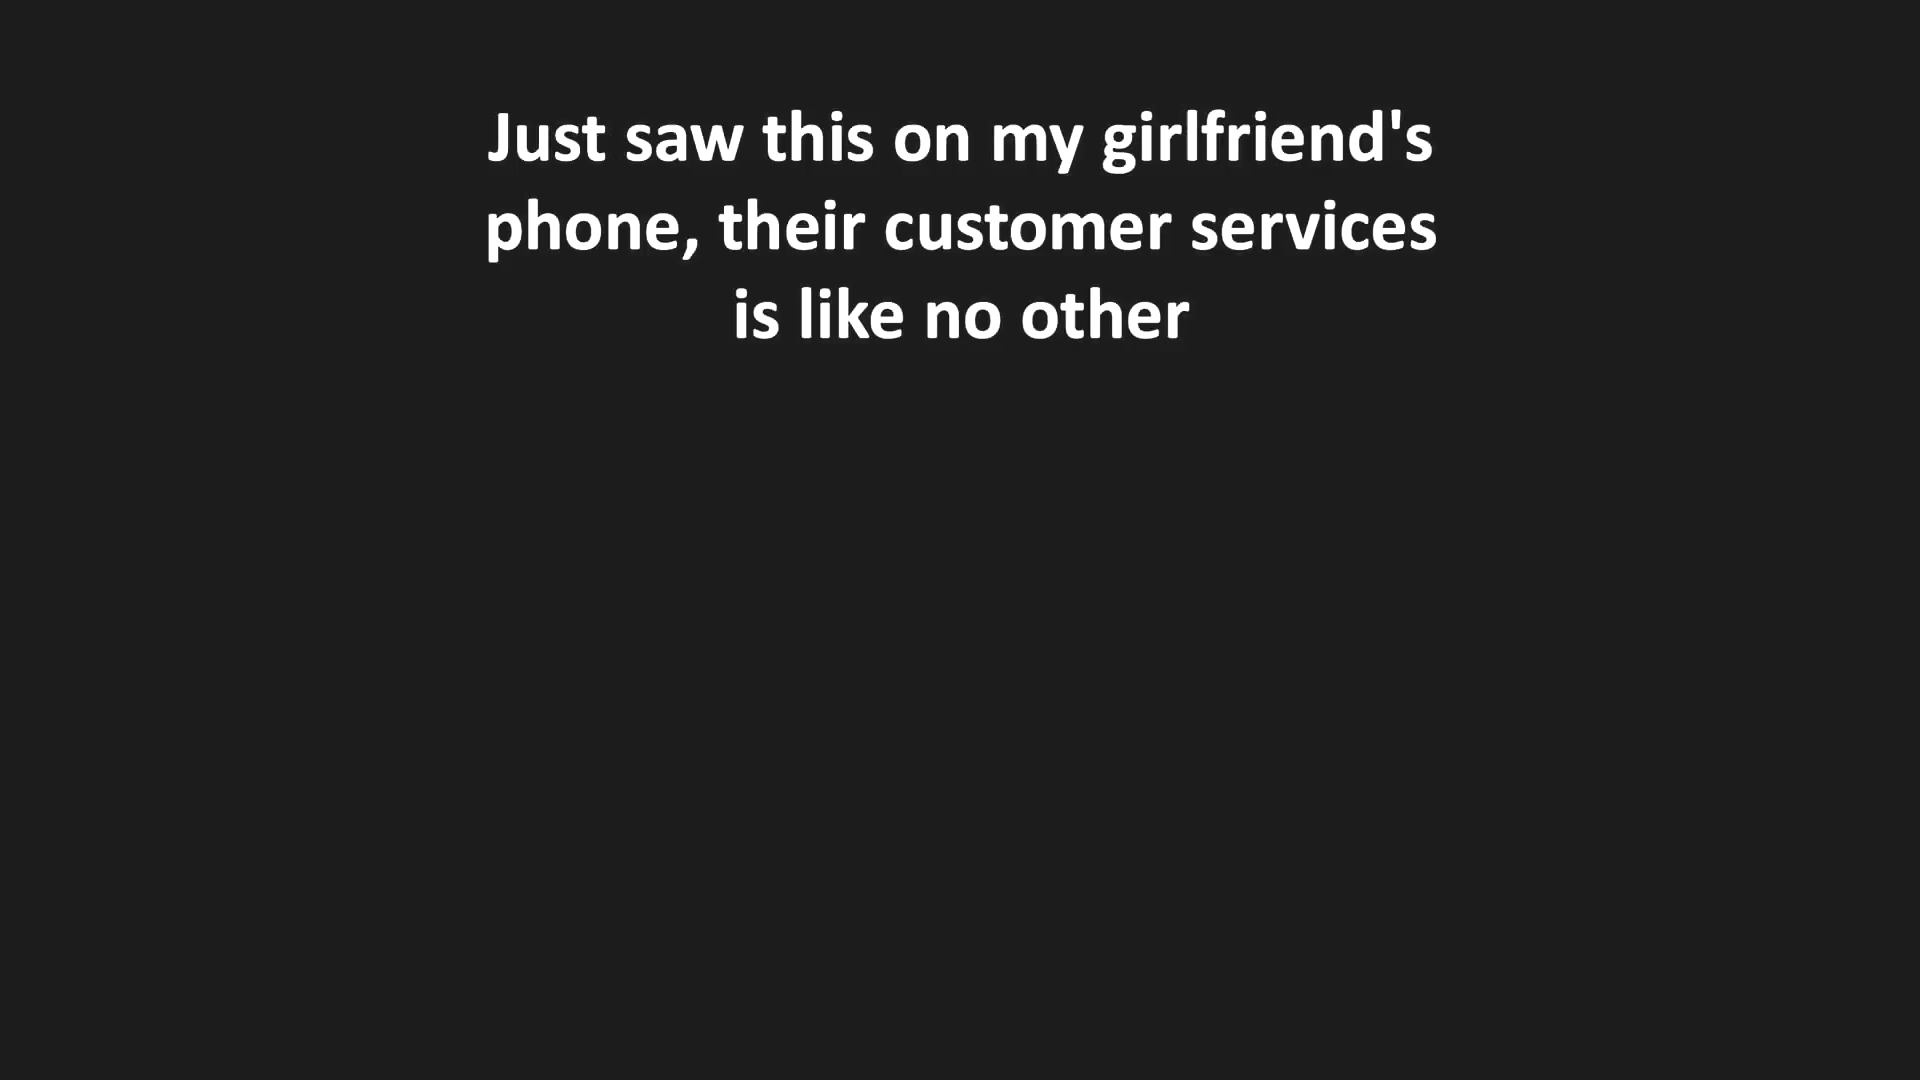 Just saw this on my girlfriend's
phone, their customer services
is like no other